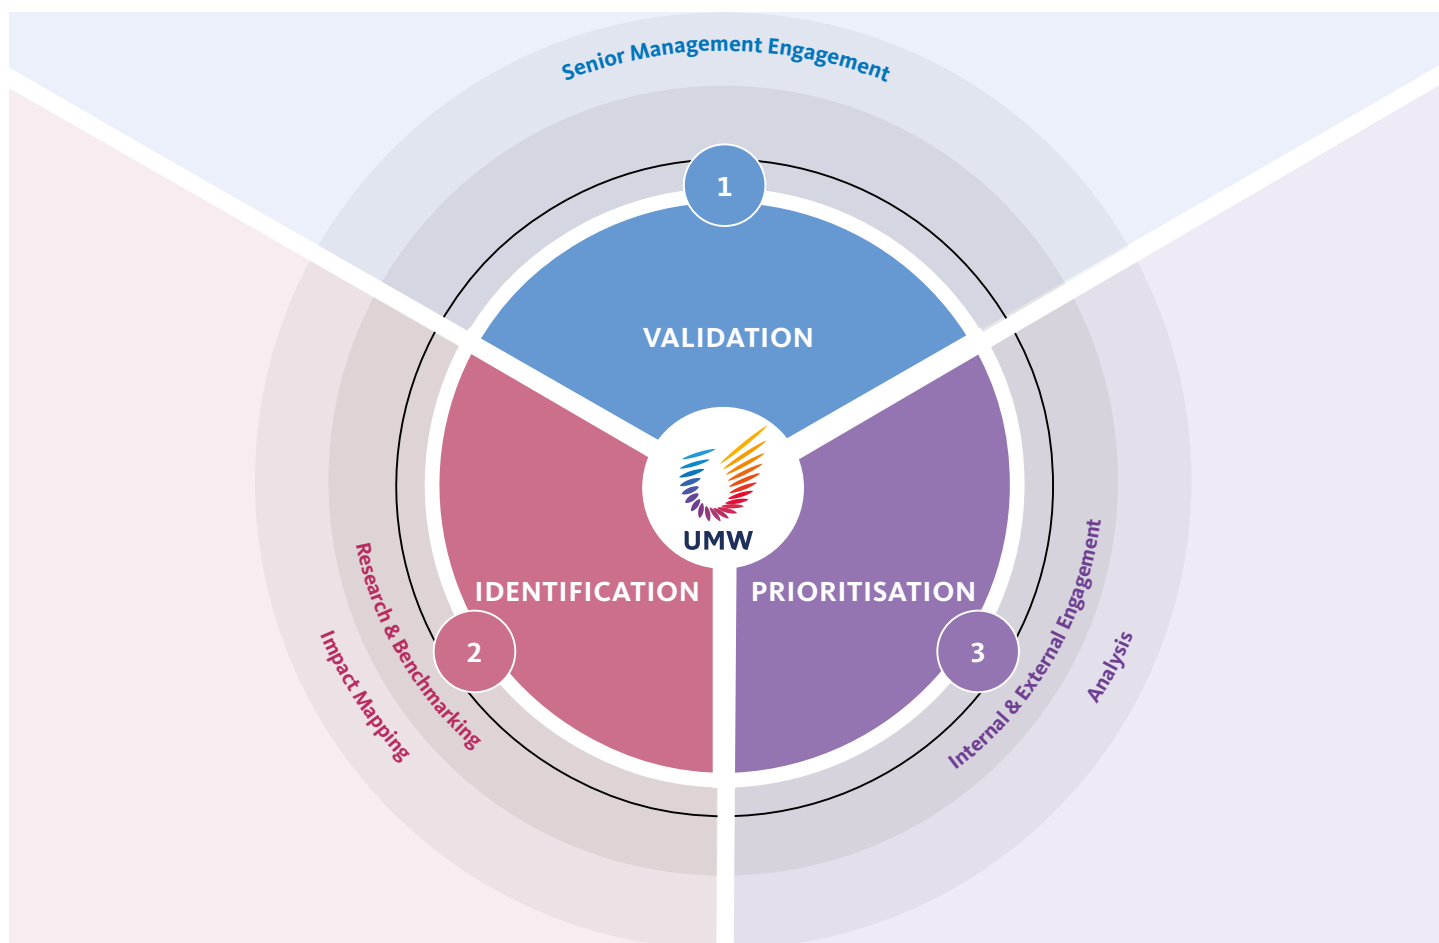 Senior Management Engagement
1
VALIDATION
UMW
IDENTIFICATION
2
Research & Benchmarking
Impact Mapping
PRIORITISATION
3
Internal & External Engagement
Analysis